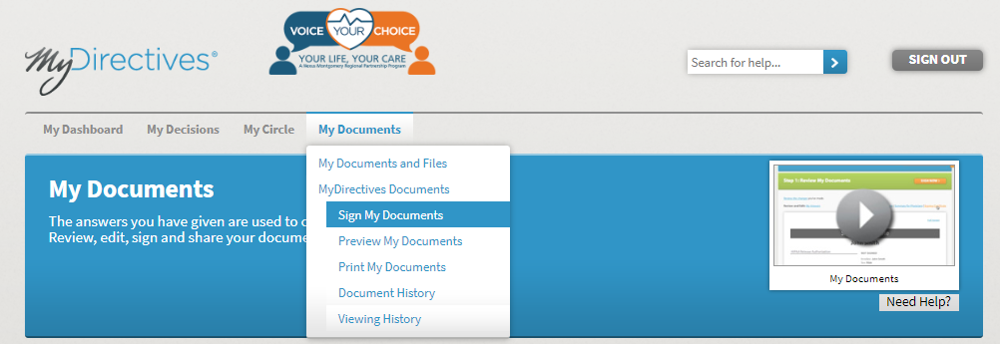 MyDirectives®
VOICE YOUR CHOICE
YOUR LIFE, YOUR CARE
A Nexus Montgomery Regional Partnership Program
Search for help...
SIGN OUT
My Dashboard My Decisions My Circle My Documents
My Documents and Files
MyDirectives Documents
Sign My Documents
Preview My Documents
Print My Documents
Document History
Viewing History
My Documents
The answers you have given are used to c
Review, edit, sign and share your docume
Step 1: Review My Documents
My Documents
Need Help?